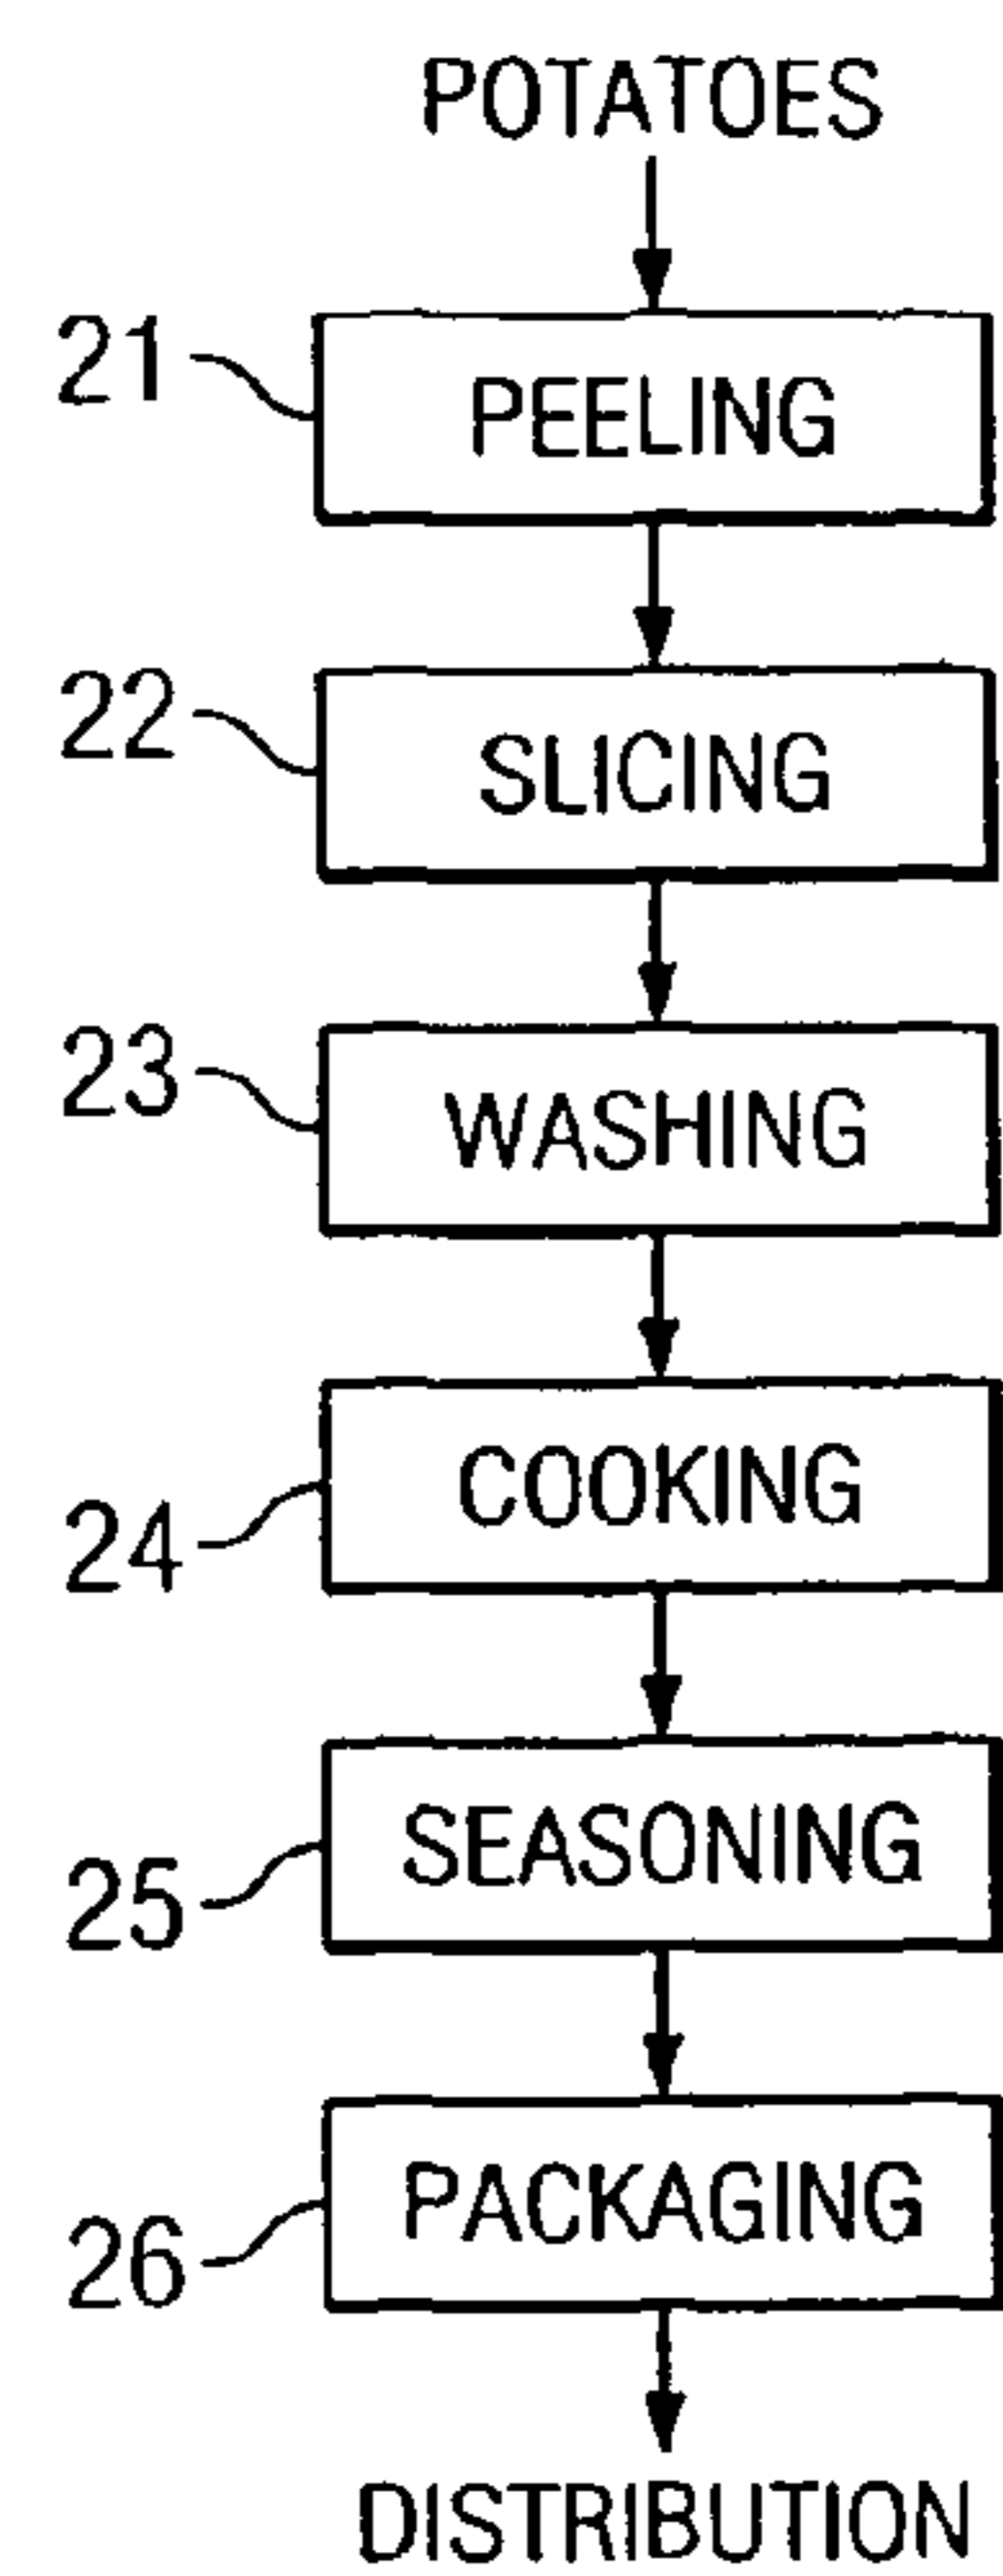 POTATOES
21 PEELING
22 SLICING
23 WASHING
24 COOKING
25 SEASONING
26 PACKAGING
DISTRIBUTION